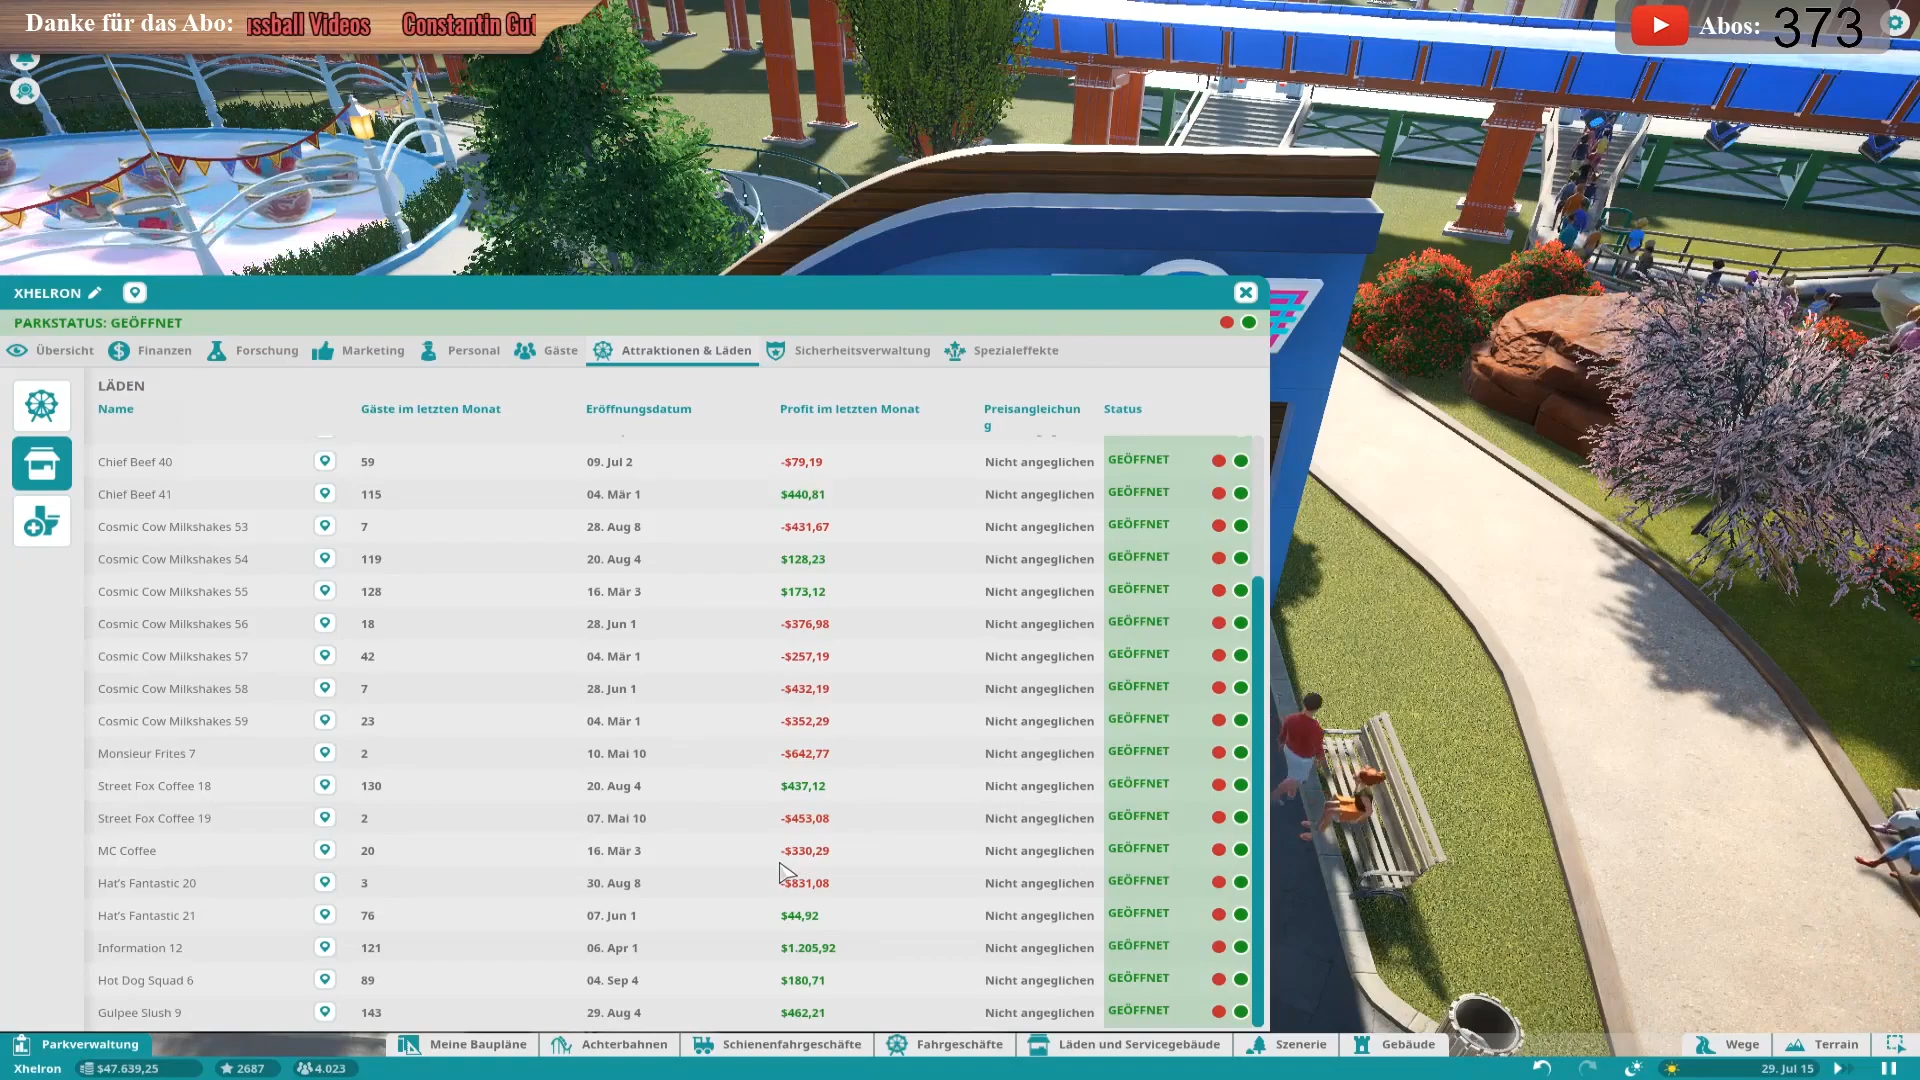 Danke für das Abo: ussball Videos Constantin Gut
Abos: 373
XHELRON
PARKSTATUS: GEÖFFNET
Übersicht Finanzen Forschung Marketing Personal Gäste Attraktionen & Läden Sicherheitsverwaltung Spezialeffekte
LÄDEN
Name Gäste im letzten Monat Eröffnungsdatum Profit im letzten Monat Preisangleichun Status
g
Chief Beef 40 59 09. Jul 2 -$79,19 Nicht angeglichen GEÖFFNET
Chief Beef 41 115 04. Mär 1 $440,81 Nicht angeglichen GEÖFFNET
Cosmic Cow Milkshakes 53 7 28. Aug 8 -$431,67 Nicht angeglichen GEÖFFNET
Cosmic Cow Milkshakes 54 119 20. Aug 4 $128,23 Nicht angeglichen GEÖFFNET
Cosmic Cow Milkshakes 55 128 16. Mär 3 $173,12 Nicht angeglichen GEÖFFNET
Cosmic Cow Milkshakes 56 18 28. Jun 1 -$376,98 Nicht angeglichen GEÖFFNET
Cosmic Cow Milkshakes 57 42 04. Mär 1 -$257,19 Nicht angeglichen GEÖFFNET
Cosmic Cow Milkshakes 58 7 28. Jun 1 -$432,19 Nicht angeglichen GEÖFFNET
Cosmic Cow Milkshakes 59 23 04. Mär 1 -$352,29 Nicht angeglichen GEÖFFNET
Monsieur Frites 7 2 10. Mai 10 -$642,77 Nicht angeglichen GEÖFFNET
Street Fox Coffee 18 130 20. Aug 4 $437,12 Nicht angeglichen GEÖFFNET
Street Fox Coffee 19 2 07. Mai 10 -$453,08 Nicht angeglichen GEÖFFNET
MC Coffee 20 16. Mär 3 -$330,29 Nicht angeglichen GEÖFFNET
Hat's Fantastic 20 3 30. Aug 8 -$831,08 Nicht angeglichen GEÖFFNET
Hat's Fantastic 21 76 07. Jun 1 $44,92 Nicht angeglichen GEÖFFNET
Information 12 121 06. Apr 1 $1.205,92 Nicht angeglichen GEÖFFNET
Hot Dog Squad 6 89 04. Sep 4 $180,71 Nicht angeglichen GEÖFFNET
Gulpee Slush 9 143 29. Aug 4 $462,21 Nicht angeglichen GEÖFFNET
Parkverwaltung Meine Baupläne Achterbahnen Schienenfahrgeschäfte Fahrgeschäfte Läden und Servicegebäude Szenerie Gebäude Wege Terrain
Xhelron $47.639,25 2687 4.023 29. Jul 15